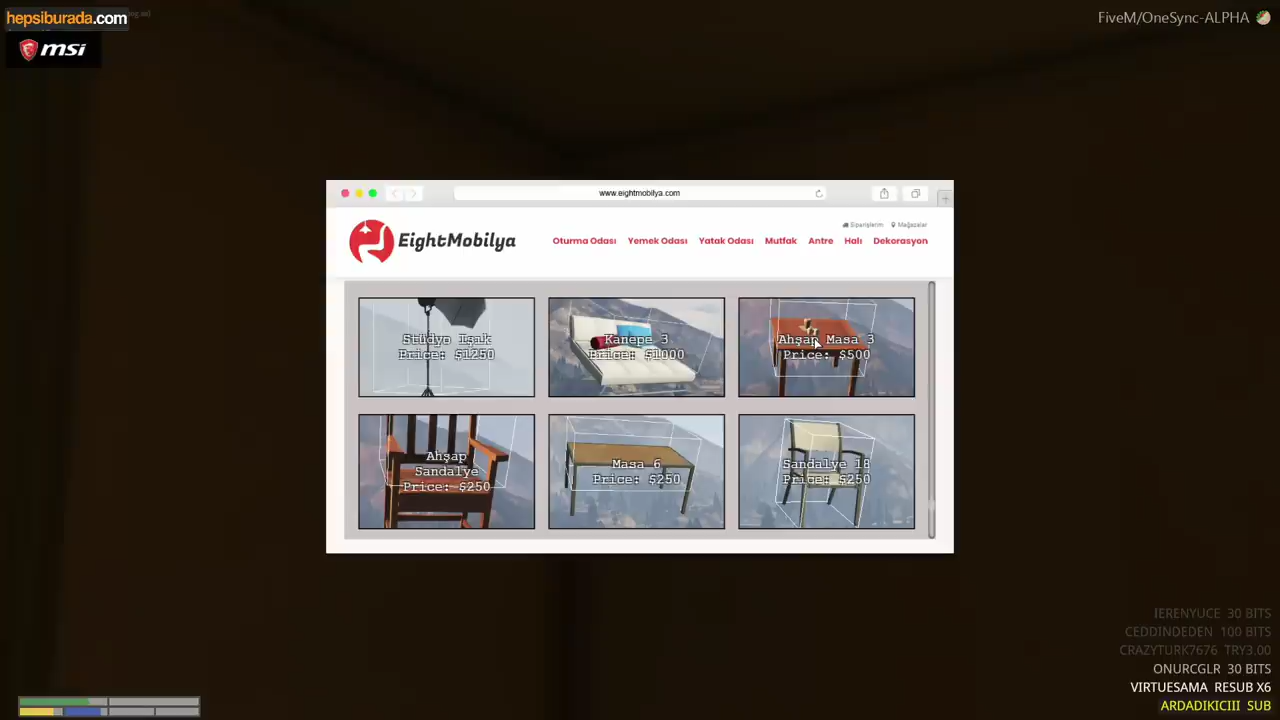 hepsiburada.com
msi
FiveM/OneSync-ALPHA
www.eightmobilya.com
EightMobilya
Siparişlerim Mağazalar
Oturma Odası Yemek Odası Yatak Odası Mutfak Antre Halı Dekorasyon
Stüdyo Işık
Price: $1250
Kanepe 3
Price: $1000
Ahşap Masa 3
Price: $500
Ahşap
Sandalye
Price: $250
Masa 6
Price: $250
Sandalye 18
Price: $250
IERENYUCE 30 BITS
CEDDINDEDEN 100 BITS
CRAZYTURK7676 TRY3.00
ONURCGLR 30 BITS
VIRTUESAMA RESUB X6
ARDADIKICIII SUB